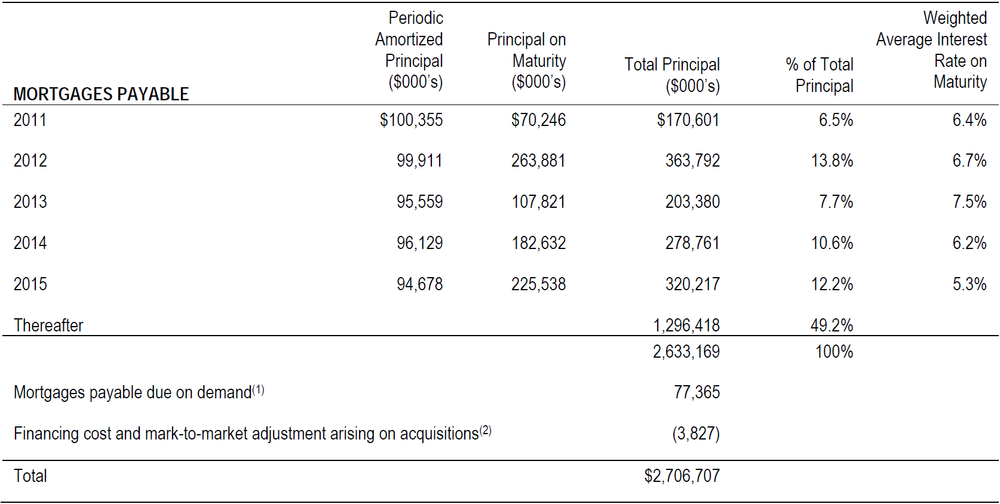 Periodic Amortized Principal ($000’s) Principal on Maturity ($000’s) Total Principal ($000’s) % of Total Principal Weighted Average Interest Rate on Maturity
MORTGAGES PAYABLE
2011 $100,355 $70,246 $170,601 6.5% 6.4%
2012 99,911 263,881 363,792 13.8% 6.7%
2013 95,559 107,821 203,380 7.7% 7.5%
2014 96,129 182,632 278,761 10.6% 6.2%
2015 94,678 225,538 320,217 12.2% 5.3%
Thereafter 1,296,418 49.2%
2,633,169 100%
Mortgages payable due on demand(1) 77,365
Financing cost and mark-to-market adjustment arising on acquisitions(2) (3,827)
Total $2,706,707